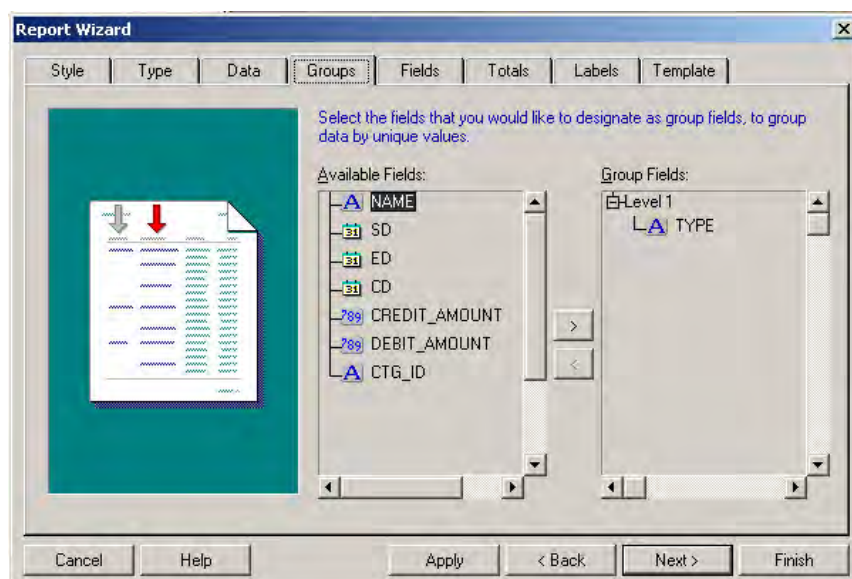 Report Wizard
Style Type Data Groups Fields Totals Labels Template
Select the fields that you would like to designate as group fields, to group
data by unique values.
Available Fields:
NAME
SD
ED
CD
CREDIT_AMOUNT
DEBIT_AMOUNT
CTG_ID
>
<
Group Fields:
Level 1
TYPE
Cancel Help Apply < Back Next > Finish